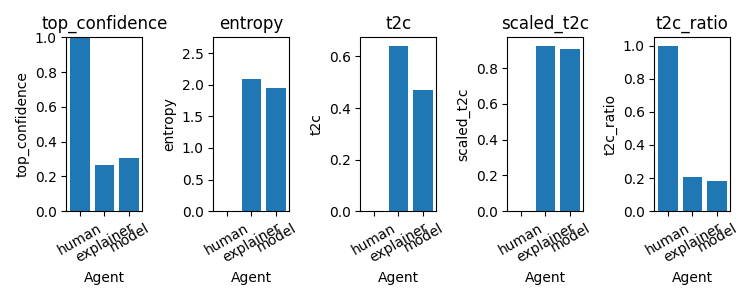 top_confidence
entropy
t2c
scaled_t2c
t2c_ratio
top_confidence
1.0
0.8
0.6
0.4
0.2
0.0
human
explainer
model
Agent
entropy
2.5
2.0
1.5
1.0
0.5
0.0
human
explainer
model
Agent
t2c
0.6
0.4
0.2
0.0
human
explainer
model
Agent
scaled_t2c
0.8
0.6
0.4
0.2
0.0
human
explainer
model
Agent
t2c_ratio
1.0
0.8
0.6
0.4
0.2
0.0
human
explainer
model
Agent